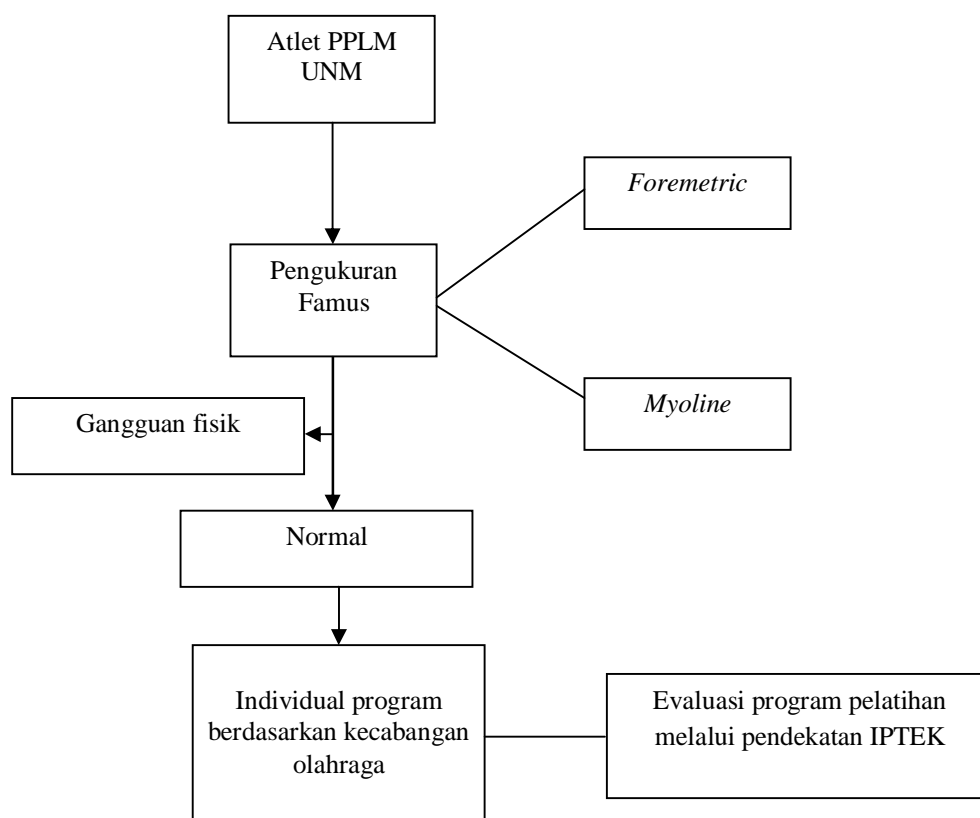 Atlet PPLM
UNM
Foremetric
Pengukuran
Famus
Myoline
Gangguan fisik
Normal
Individual program
berdasarkan kecabangan
olahraga
Evaluasi program pelatihan
melalui pendekatan IPTEK